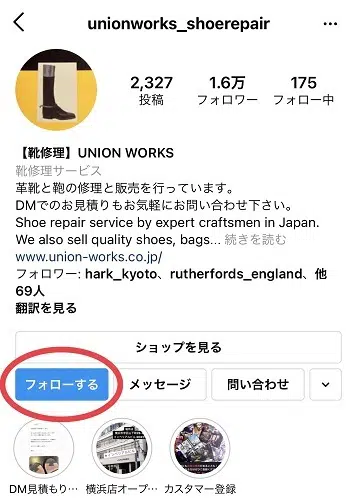 unionworks_shoerepair
2,327
投稿
1.6万
フォロワー
175
フォロー中
【靴修理】UNION WORKS
靴修理サービス
革靴と鞄の修理と販売を行っています。
DMでのお見積りもお気軽にお問い合わせ下さい。
Shoe repair service by expert craftsmen in Japan.
We also sell quality shoes, bags... 続きを読む
www.union-works.co.jp/
フォロワー: hark_kyoto、rutherfords_england、他
69人
翻訳を見る
ショップを見る
フォローする
メッセージ
問い合わせ
DM見積もり...
横浜店オープ...
カスタマー登録